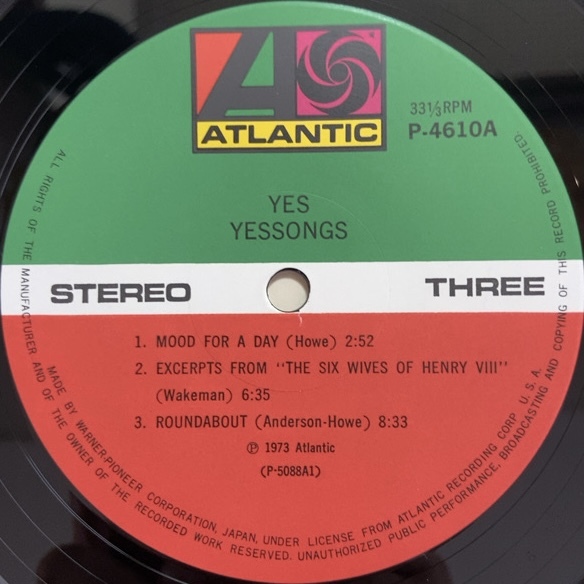 ATLANTIC
33⅓RPM
P-4610A
YES
YESSONGS
STEREO
THREE
1. MOOD FOR A DAY (Howe) 2:52
2. EXCERPTS FROM "THE SIX WIVES OF HENRY VIII"
(Wakeman) 6:35
3. ROUNDABOUT (Anderson-Howe) 8:33
Ⓟ 1973 Atlantic
(P-5088A1)
MADE BY WARNER-PIONEER CORPORATION, JAPAN, UNDER LICENSE FROM ATLANTIC RECORDING CORP. U. S. A.
ALL RIGHTS OF THE MANUFACTURER AND OF THE OWNER OF THE RECORDED WORK RESERVED. UNAUTHORIZED PUBLIC PERFORMANCE, BROADCASTING AND COPYING OF THIS RECORD PROHIBITED.